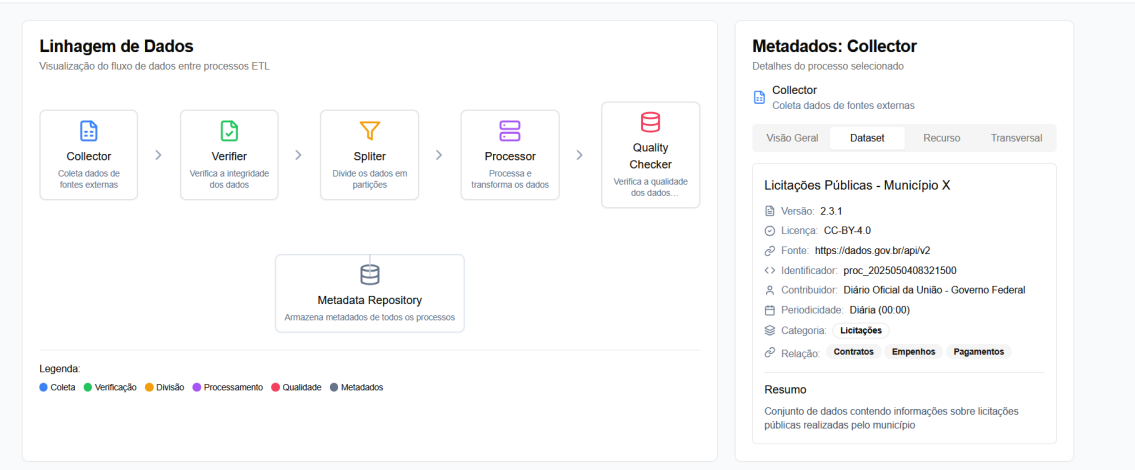 Linhagem de Dados
Visualização do fluxo de dados entre processos ETL
Collector
Coleta dados de
fontes externas
Verifier
Verifica a integridade
dos dados
Spliter
Divide os dados em
partições
Processor
Processa e
transforma os dados
Quality
Checker
Verifica a qualidade
dos dados…
Metadata Repository
Armazena metadados de todos os processos
Legenda:
Coleta Verificação Divisão Processamento Qualidade Metadados
Metadados: Collector
Detalhes do processo selecionado
Collector
Coleta dados de fontes externas
Visão Geral Dataset Recurso Transversal
Licitações Públicas - Município X
Versão: 2.3.1
Licença: CC-BY-4.0
Fonte: https://dados.gov.br/api/v2
Identificador: proc_2025050408321500
Contribuidor: Diário Oficial da União - Governo Federal
Periodicidade: Diária (00:00)
Categoria: Licitações
Relação: Contratos Empenhos Pagamentos
Resumo
Conjunto de dados contendo informações sobre licitações
públicas realizadas pelo município